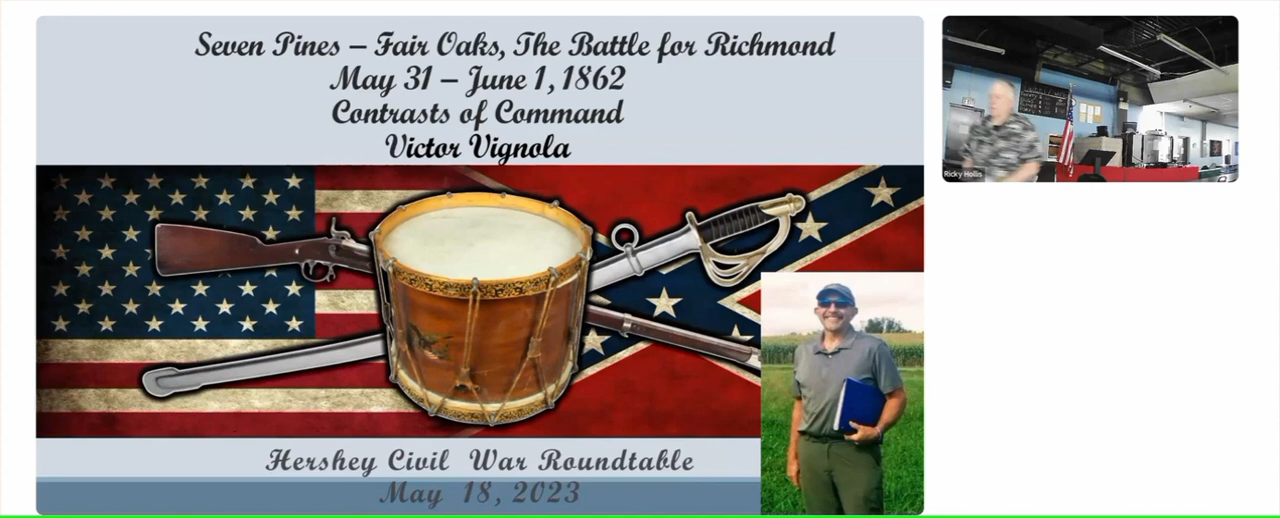 Seven Pines – Fair Oaks, The Battle for Richmond
May 31 – June 1, 1862
Contrasts of Command
Victor Vignola
Hershey Civil War Roundtable
May 18, 2023
Ricky Hollis